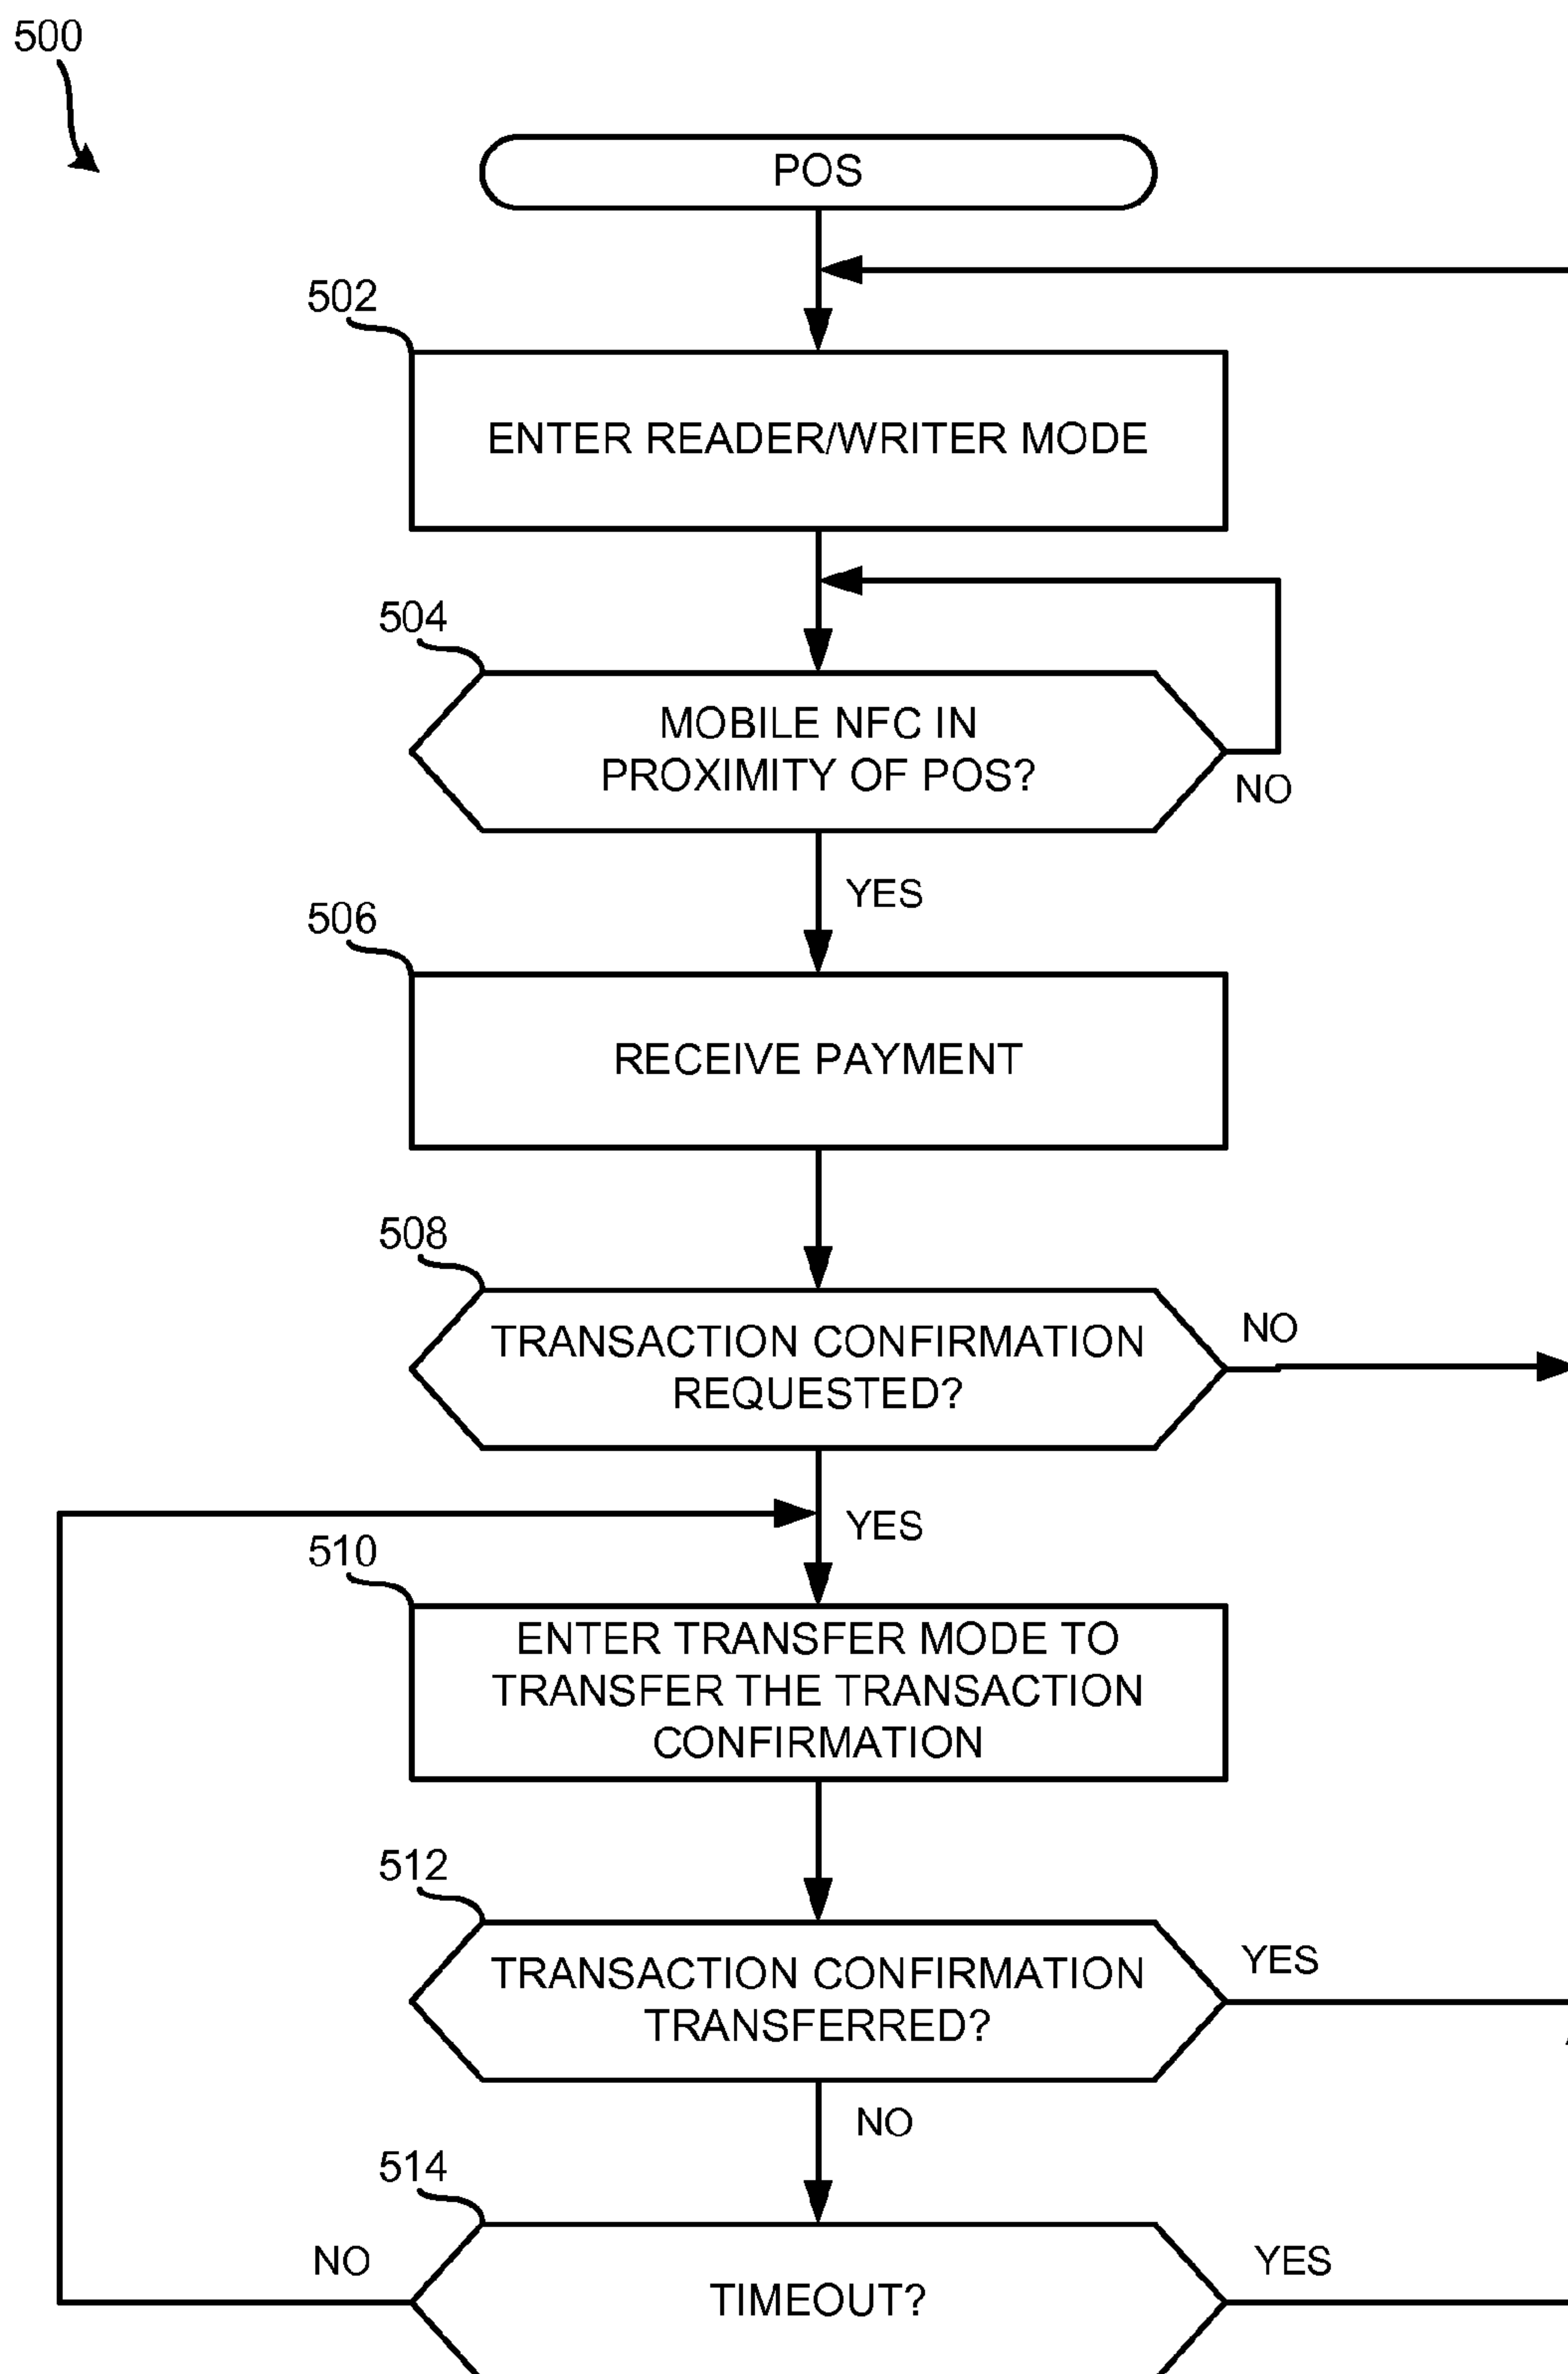 500
POS
502
ENTER READER/WRITER MODE
504
MOBILE NFC IN
PROXIMITY OF POS?
NO
YES
506
RECEIVE PAYMENT
508
TRANSACTION CONFIRMATION
REQUESTED?
NO
YES
510
ENTER TRANSFER MODE TO
TRANSFER THE TRANSACTION
CONFIRMATION
512
TRANSACTION CONFIRMATION
TRANSFERRED?
YES
NO
514
NO
TIMEOUT?
YES